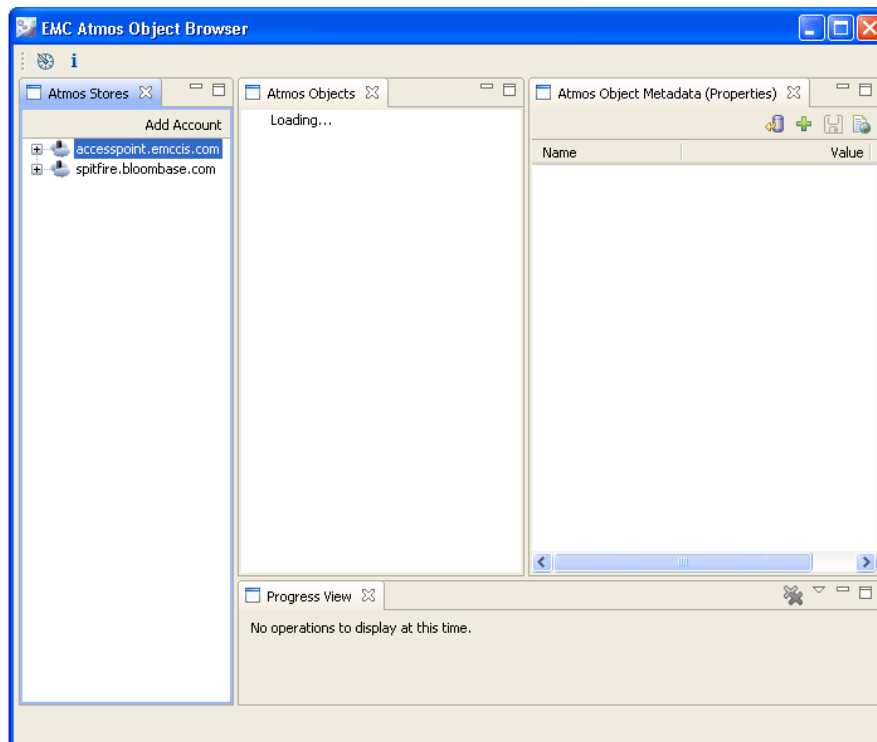 EMC Atmos Object Browser
i
Atmos Stores
Add Account
accesspoint.emccis.com
spitfire.bloombase.com
Atmos Objects
Loading...
Atmos Object Metadata (Properties)
Name Value
Progress View
No operations to display at this time.